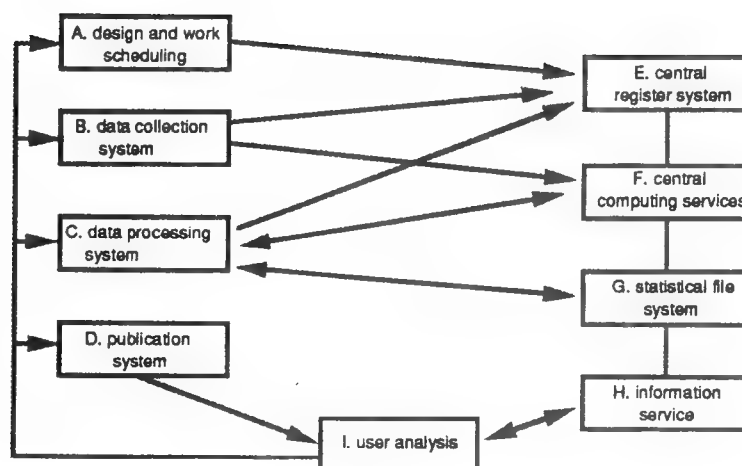 A. design and work
scheduling
B. data collection
system
C. data processing
system
D. publication
system
E. central
register system
F. central
computing services
G. statistical file
system
H. information
service
I. user analysis